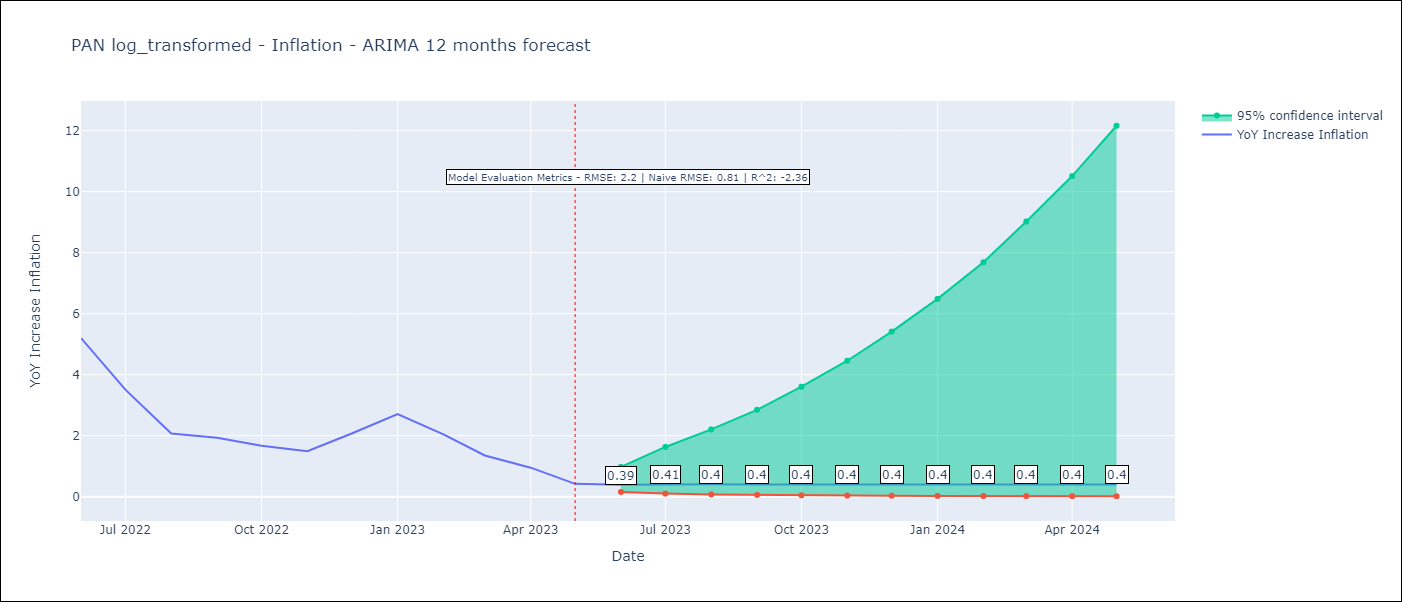 PAN log_transformed - Inflation - ARIMA 12 months forecast
95% confidence interval
YoY Increase Inflation
Model Evaluation Metrics - RMSE: 2.2 | Naive RMSE: 0.81 | R^2: -2.36
YoY Increase Inflation
12
10
8
6
4
2
0
0.39 0.41 0.4 0.4 0.4 0.4 0.4 0.4 0.4 0.4 0.4 0.4
Jul 2022 Oct 2022 Jan 2023 Apr 2023 Jul 2023 Oct 2023 Jan 2024 Apr 2024
Date